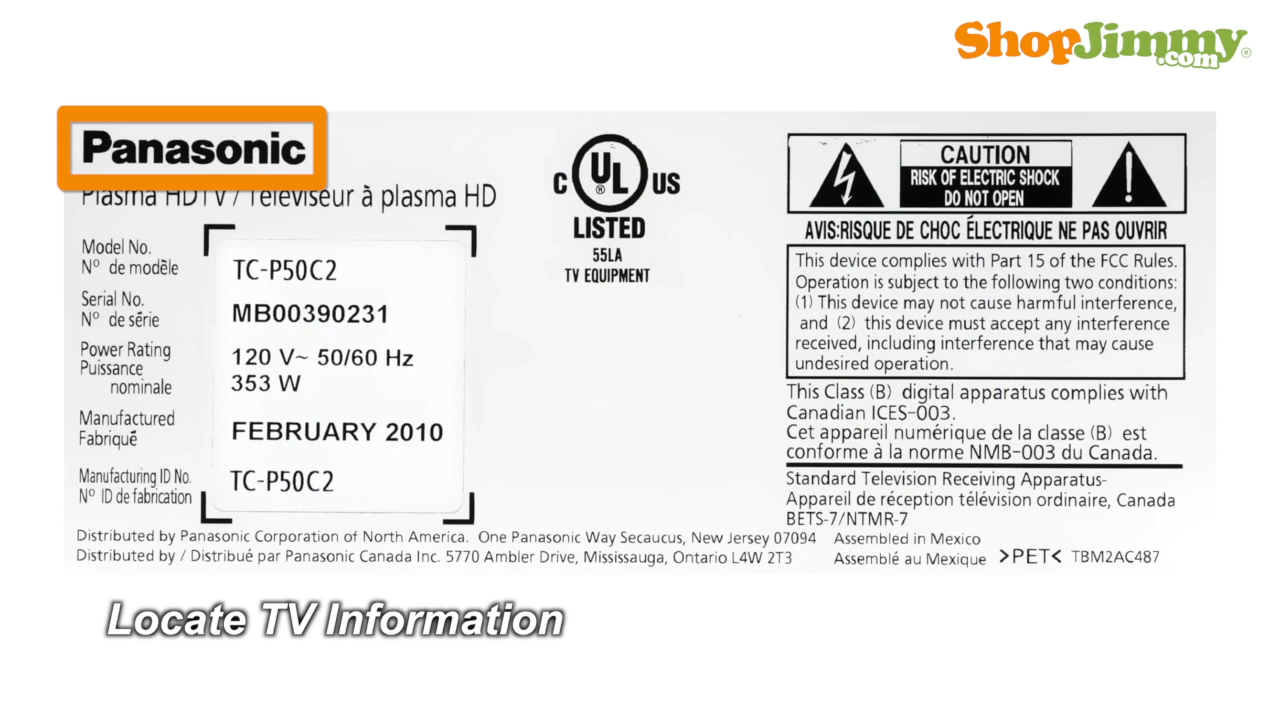 ShopJimmy.com®
Panasonic
Plasma HDTV / Téléviseur à plasma HD
Model No.
Nº de modèle
TC-P50C2
Serial No.
Nº de série
MB00390231
Power Rating
Puissance
nominale
120 V~ 50/60 Hz
353 W
Manufactured
Fabriqué
FEBRUARY 2010
Manufacturing ID No.
Nº ID de fabrication
TC-P50C2
C UL® US
LISTED
55LA
TV EQUIPMENT
CAUTION
RISK OF ELECTRIC SHOCK
DO NOT OPEN
AVIS:RISQUE DE CHOC ÉLECTRIQUE NE PAS OUVRIR
This device complies with Part 15 of the FCC Rules.
Operation is subject to the following two conditions:
(1) This device may not cause harmful interference,
and (2) this device must accept any interference
received, including interference that may cause
undesired operation.
This Class (B) digital apparatus complies with
Canadian ICES-003.
Cet appareil numérique de la classe (B) est
conforme à la norme NMB-003 du Canada.
Standard Television Receiving Apparatus-
Appareil de réception télévision ordinaire, Canada
BETS-7/NTMR-7
Distributed by Panasonic Corporation of North America. One Panasonic Way Secaucus, New Jersey 07094 Assembled in Mexico
Distributed by / Distribué par Panasonic Canada Inc. 5770 Ambler Drive, Mississauga, Ontario L4W 2T3 Assemblé au Mexique >PET< TBM2AC487
Locate TV Information